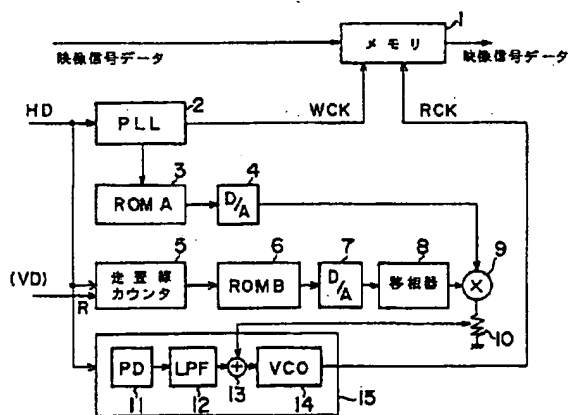 1
メモリ
映像信号データ
映像信号データ
HD
2
PLL
WCK
RCK
3
ROM A
4
D/A
5
走査線
カウンタ
(VD)
R
6
ROMB
7
D/A
8
移相器
9
×
10
PD
11
LPF
12
+
13
VCO
14
15